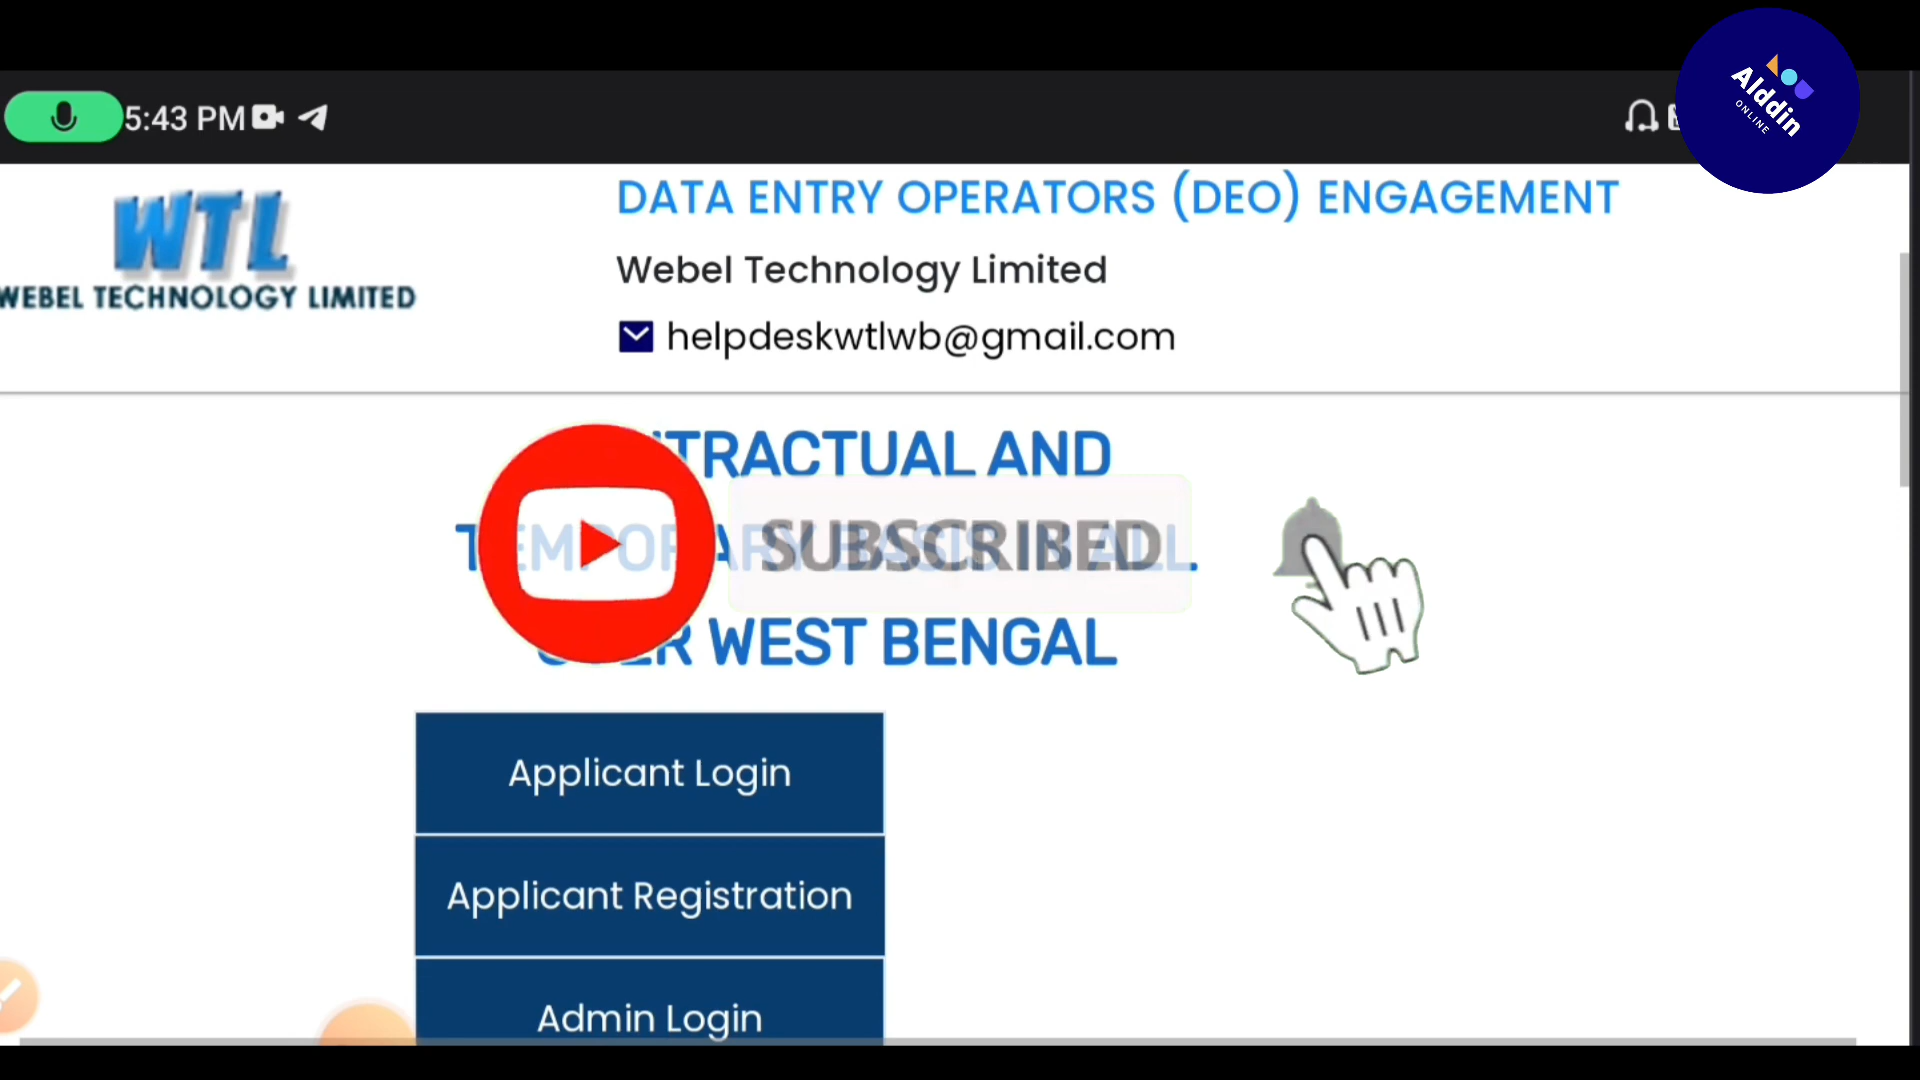 5:43 PM
Alddin
ONLINE
WTL
WEBEL TECHNOLOGY LIMITED
DATA ENTRY OPERATORS (DEO) ENGAGEMENT
Webel Technology Limited
helpdeskwtlwb@gmail.com
AND
SUBSCRIBED
WEST BENGAL
Applicant Login
Applicant Registration
Admin Login